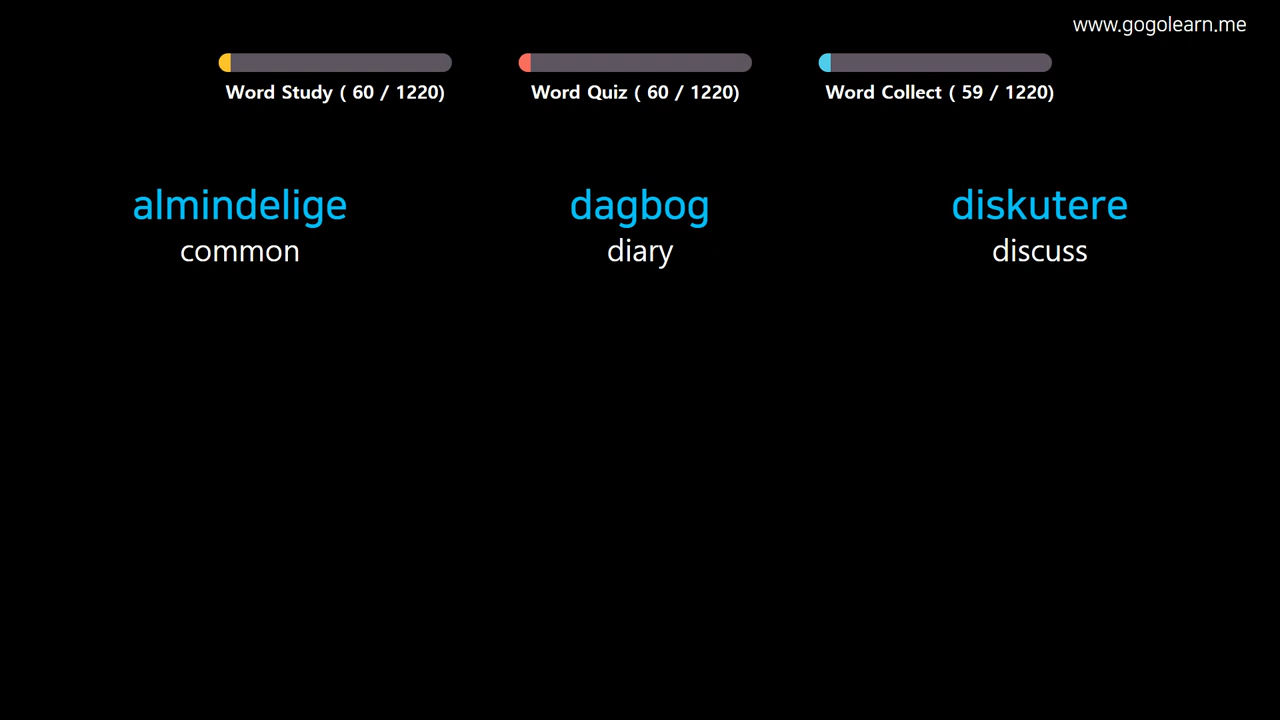 www.gogolearn.me
Word Study ( 60 / 1220)
Word Quiz ( 60 / 1220)
Word Collect ( 59 / 1220)
almindelige
common
dagbog
diary
diskutere
discuss